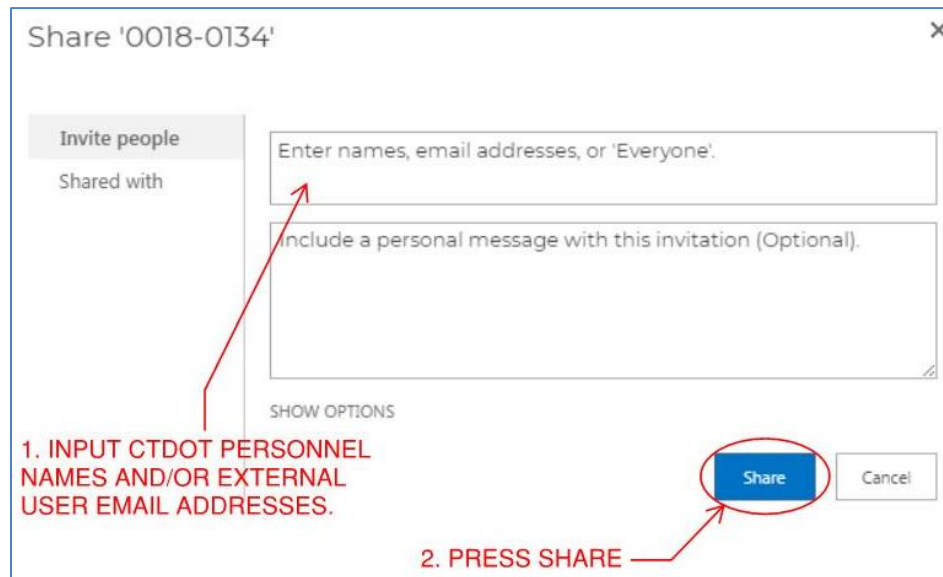 Share '0018-0134'
Invite people
Shared with
Enter names, email addresses, or 'Everyone'.
Include a personal message with this invitation (Optional).
SHOW OPTIONS
1. INPUT CTDOT PERSONNEL
NAMES AND/OR EXTERNAL
USER EMAIL ADDRESSES.
Share
Cancel
2. PRESS SHARE